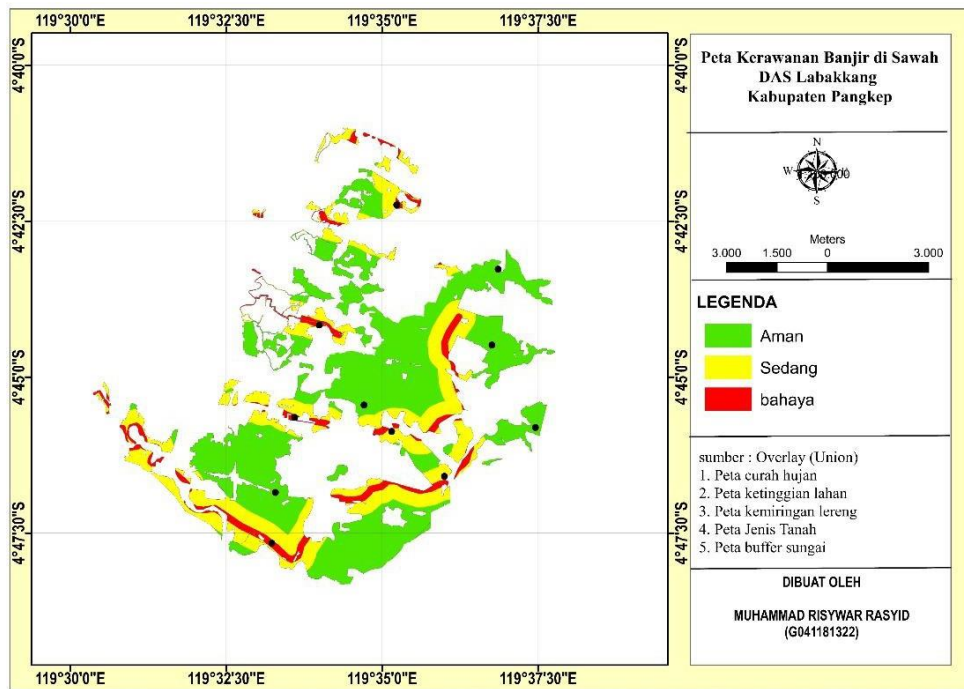 119°30'0"E 119°32'30"E 119°35'0"E 119°37'30"E
4°40'0"S
4°42'30"S
4°45'0"S
4°47'30"S
4°40'0"S
4°42'30"S
4°45'0"S
4°47'30"S
119°30'0"E 119°32'30"E 119°35'0"E 119°37'30"E
Peta Kerawanan Banjir di Sawah
DAS Labakkang
Kabupaten Pangkep
N
W
S
Meters
3.000 1.500 0 3.000
LEGENDA
Aman
Sedang
bahaya
sumber : Overlay (Union)
1. Peta curah hujan
2. Peta ketinggian lahan
3. Peta kemiringan lereng
4. Peta Jenis Tanah
5. Peta buffer sungai
DIBUAT OLEH
MUHAMMAD RISYWAR RASYID
(G041181322)